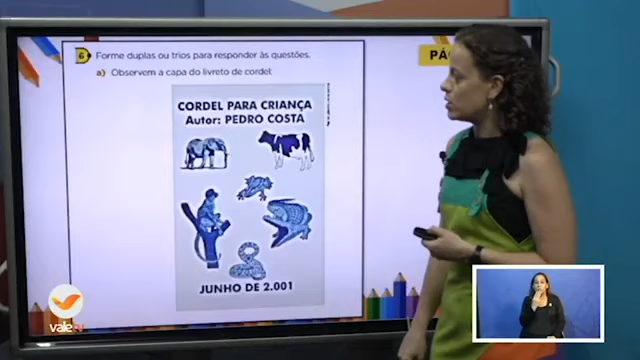 6 Forme duplas ou trios para responder às questões.
a) Observem a capa do livreto de cordel.
PÁG
CORDEL PARA CRIANÇA
Autor: PEDRO COSTA
JUNHO DE 2.001
vale